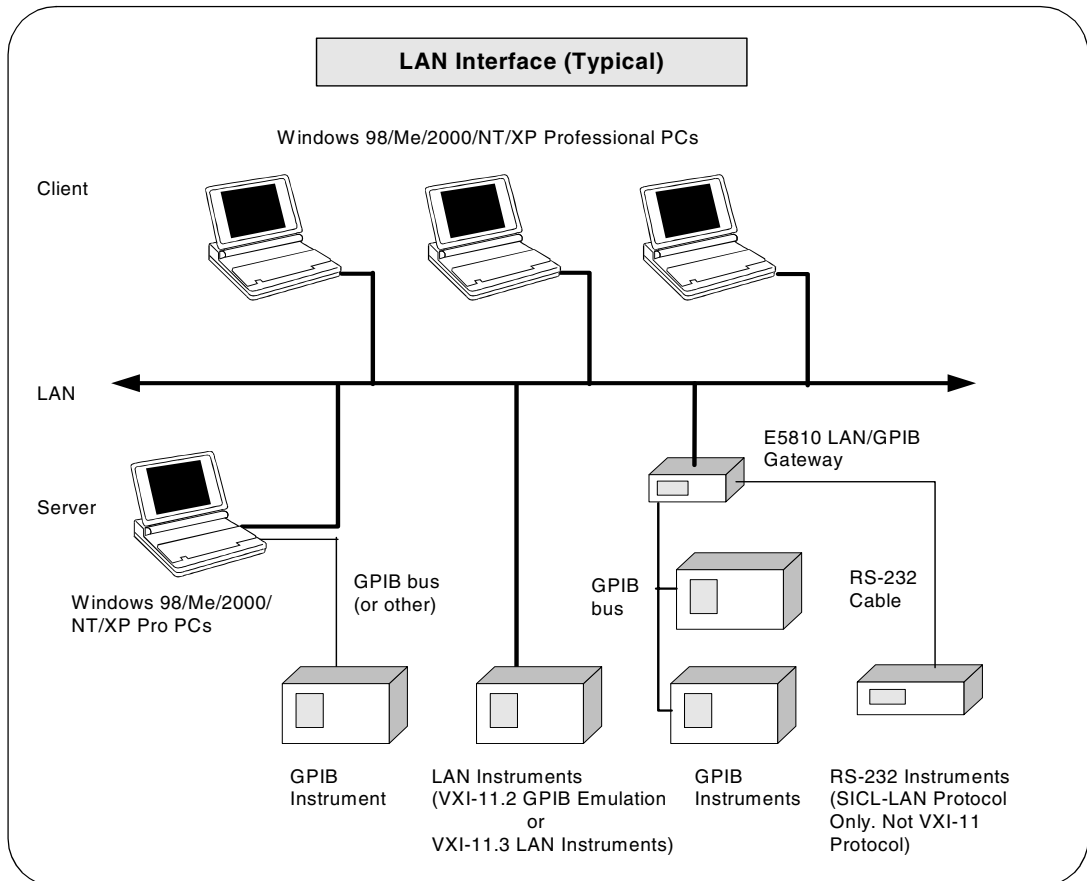 LAN Interface (Typical)
Windows 98/Me/2000/NT/XP Professional PCs
Client
LAN
E5810 LAN/GPIB
Gateway
Server
GPIB bus
(or other)
GPIB
bus
RS-232
Cable
Windows 98/Me/2000/
NT/XP Pro PCs
GPIB
Instrument
LAN Instruments
(VXI-11.2 GPIB Emulation
or
VXI-11.3 LAN Instruments)
GPIB
Instruments
RS-232 Instruments
(SICL-LAN Protocol
Only. Not VXI-11
Protocol)